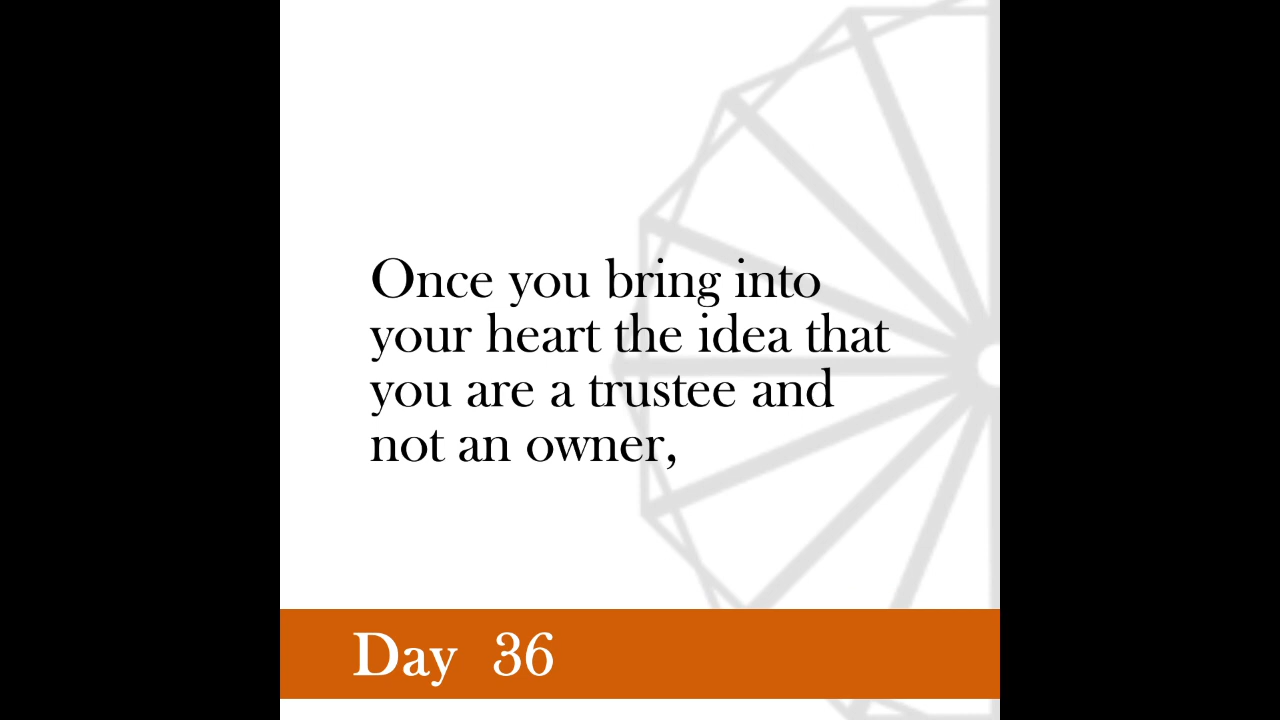 Once you bring into
your heart the idea that
you are a trustee and
not an owner,
Day 36